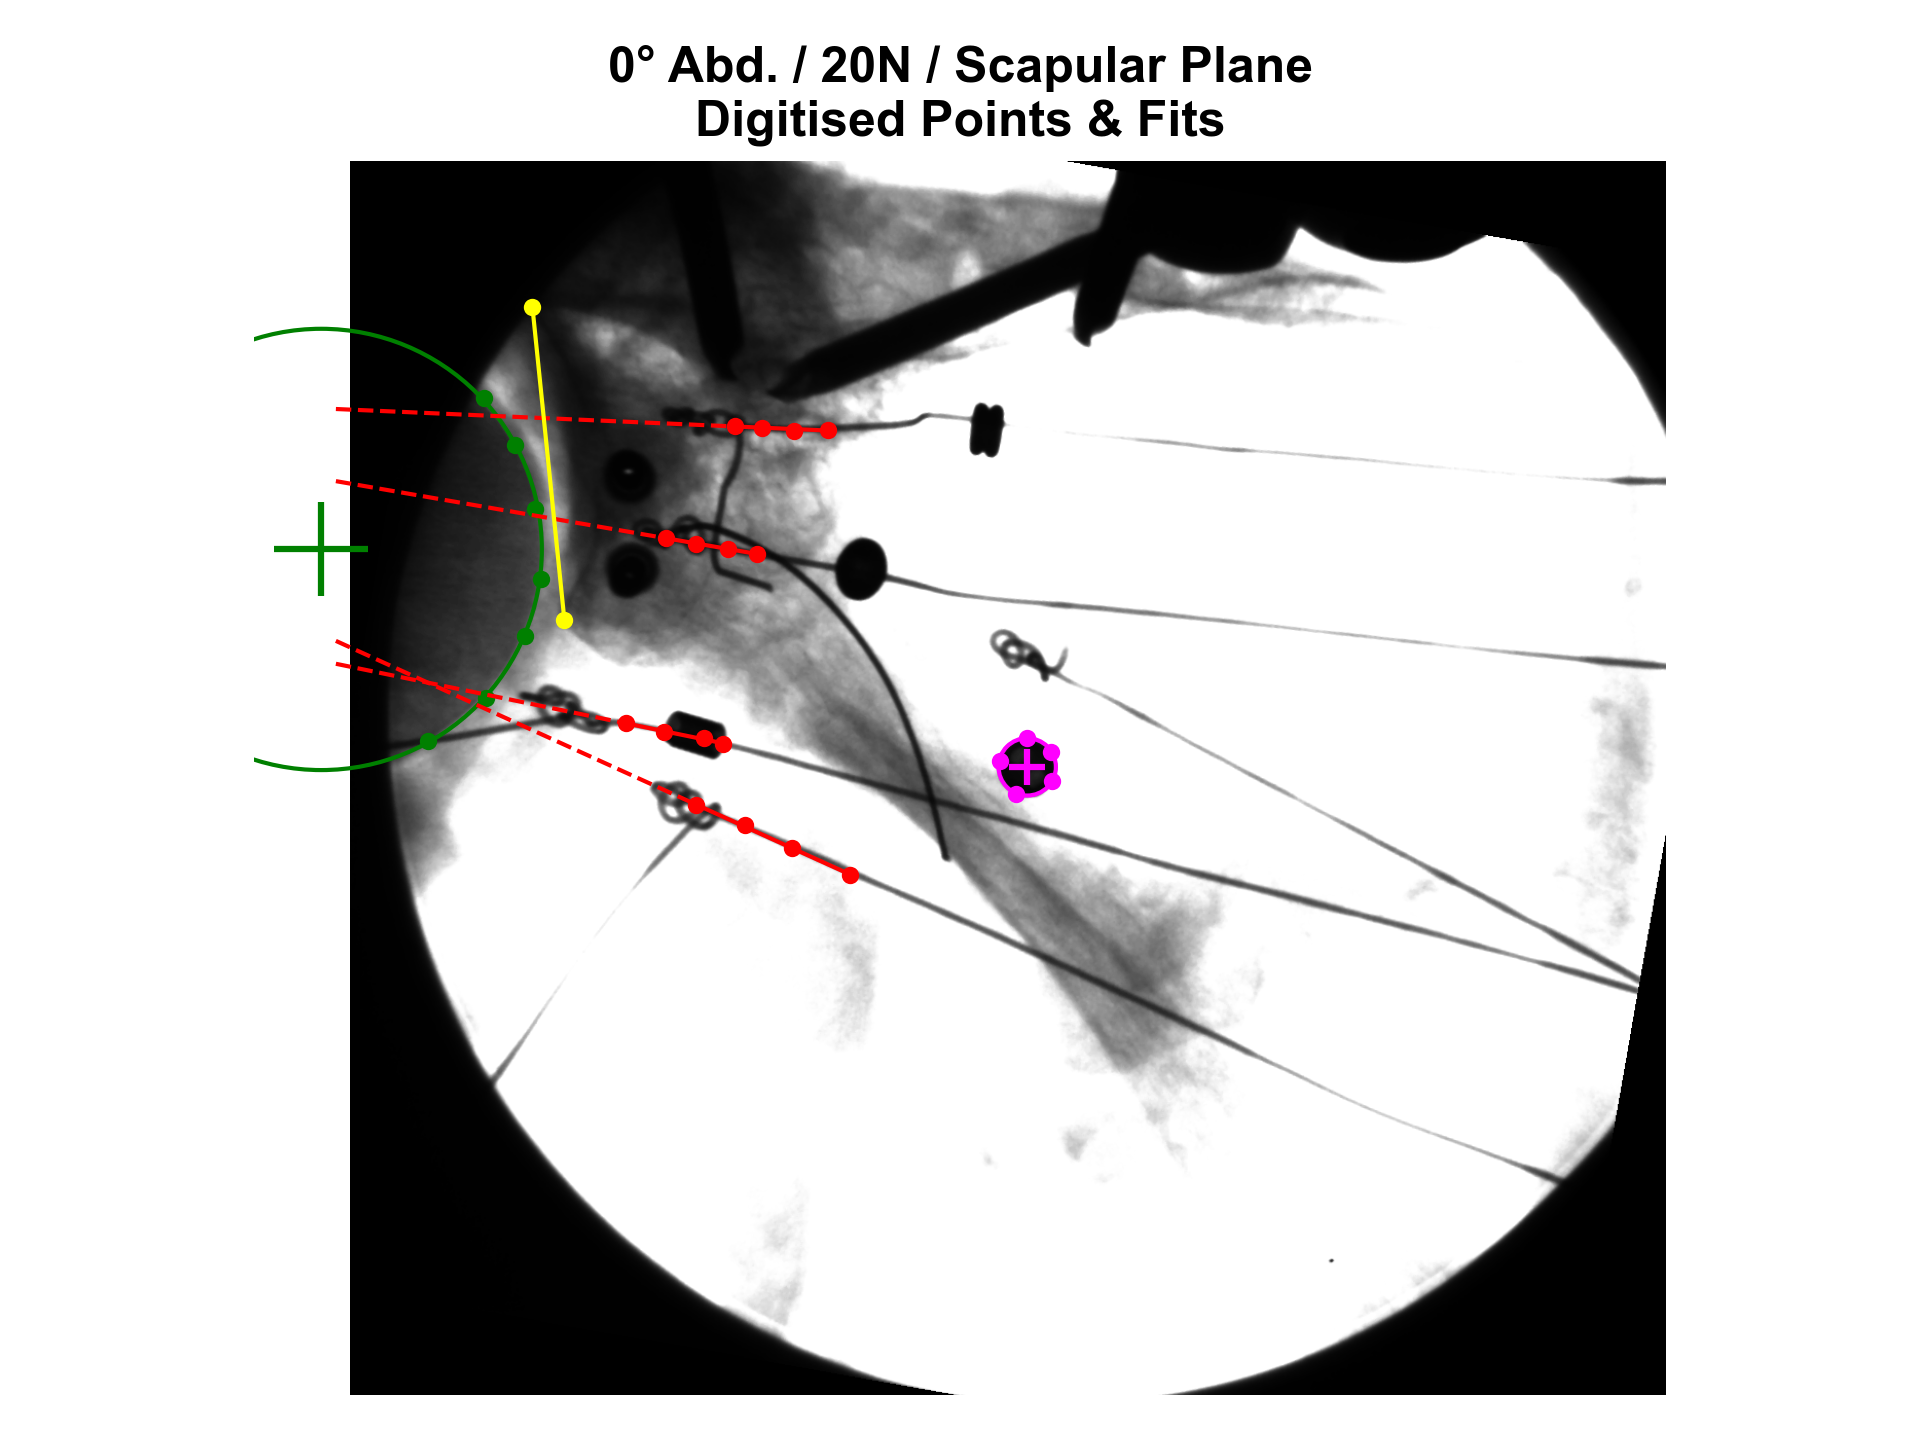 0° Abd. / 20N / Scapular Plane
Digitised Points & Fits